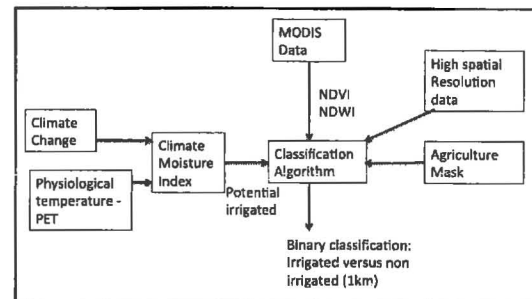 MODIS
Data
High spatial
Resolution
data
NDVI
NDWI
Climate
Change
Climate
Moisture
Index
Classification
Algorithm
Agriculture
Mask
Potential
irrigated
Physiological
temperature -
PET
Binary classification:
Irrigated versus non
irrigated (1km)